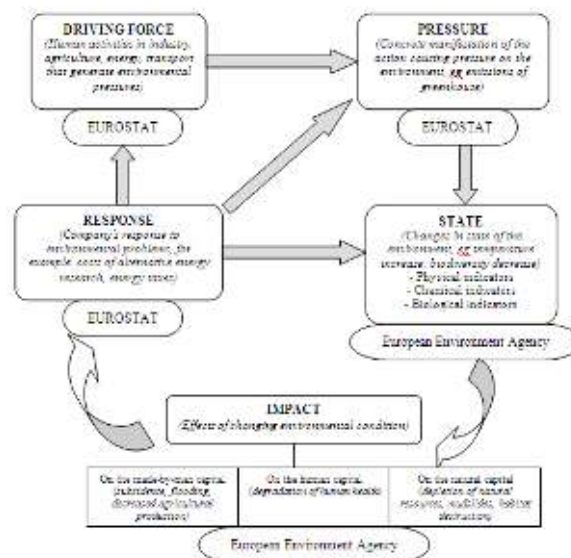 DRIVING FORCE
(Human activities in industry,
agriculture, energy, transport
that generate environmental
pressures)
EUROSTAT
PRESSURE
(Concrete manifestation of the
action causing pressure on the
environment, eg emissions of
greenhouse)
EUROSTAT
RESPONSE
(Company's response to
environmental problems, for
example, costs of alternative energy
research, energy taxes)
EUROSTAT
STATE
(Changes in state of the
environment, eg temperature
increase, biodiversity decrease)
- Physical indicators
- Chemical indicators
- Biological indicators
European Environment Agency
IMPACT
(Effects of changing environmental condition)
On the made-by-man capital
(subsidence, flooding,
decreased agricultural
production)
On the human capital
(degradation of human health)
On the natural capital
(depletion of natural
resources, mudslides, habitat
destruction)
European Environment Agency